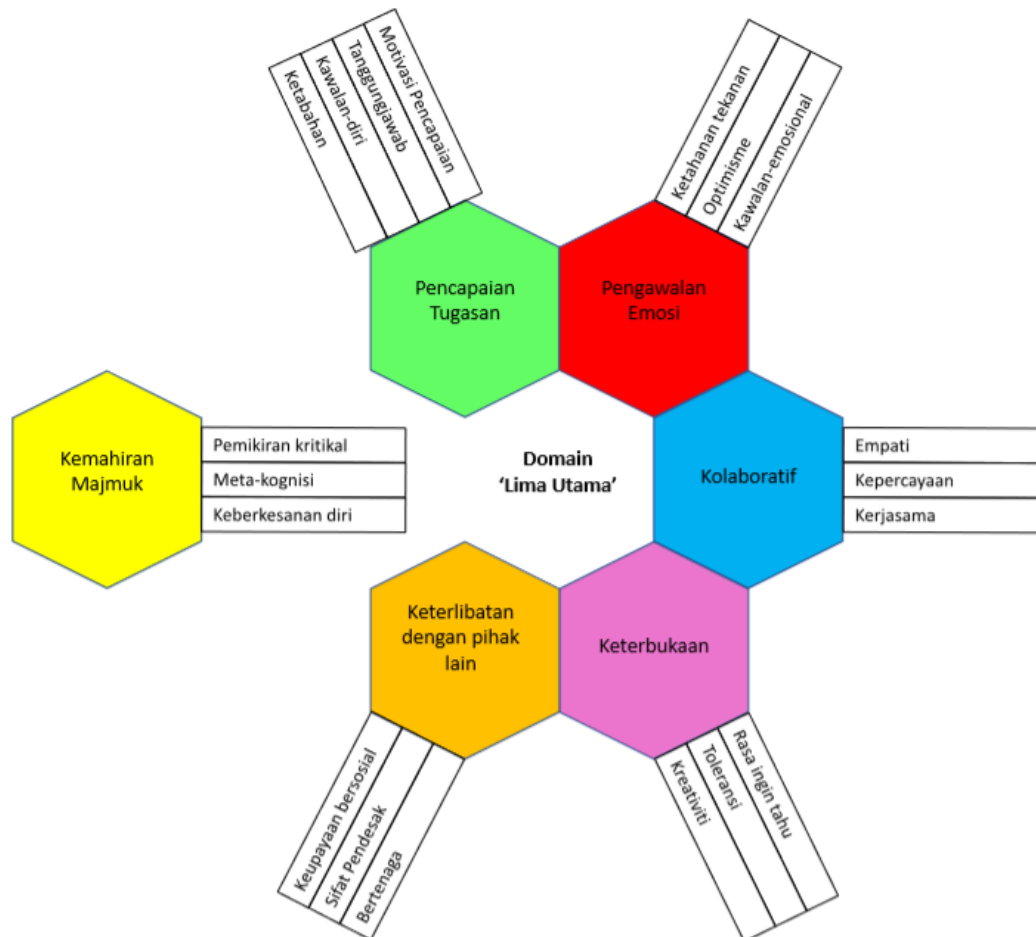 Ketabahan
Kawalan-diri
Tanggungjawab
Motivasi Pencapaian
Ketahanan tekanan
Optimisme
Kawalan-emosional
Pencapaian
Tugasan
Pengawalan
Emosi
Kemahiran
Majmuk
Pemikiran kritikal
Meta-kognisi
Keberkesanan diri
Domain
‘Lima Utama’
Kolaboratif
Empati
Kepercayaan
Kerjasama
Keterlibatan
dengan pihak
lain
Keterbukaan
Keupayaan bersosial
Sifat Pendesak
Bertenaga
Kreativiti
Toleransi
Rasa ingin tahu